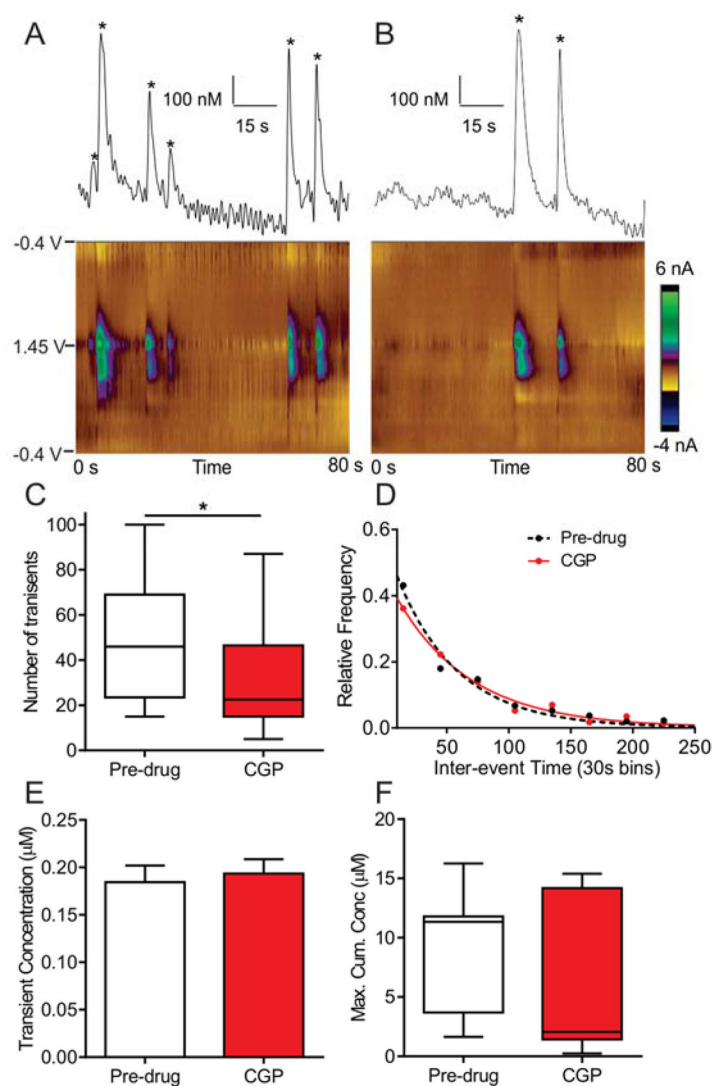 A
B
*
*
*
*
*
*
100 nM
15 s
*
*
100 nM
15 s
-0.4 V
1.45 V
-0.4 V
0 s
Time
80 s
0 s
Time
80 s
6 nA
-4 nA
C
*
Number of tranisents
100
80
60
40
20
0
Pre-drug
CGP
D
Pre-drug
CGP
Relative Frequency
0.6
0.4
0.2
0.0
50
100
150
200
250
Inter-event Time (30s bins)
E
Transient Concentration (μM)
0.25
0.20
0.15
0.10
0.05
0.00
Pre-drug
CGP
F
Max. Cum. Conc (μM)
20
15
10
5
0
Pre-drug
CGP